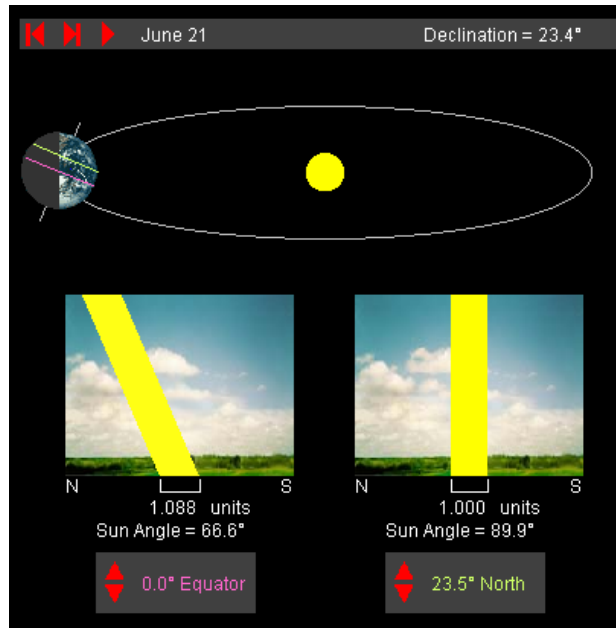 June 21 Declination = 23.4°
N S N S
1.088 units 1.000 units
Sun Angle = 66.6° Sun Angle = 89.9°
0.0° Equator 23.5° North